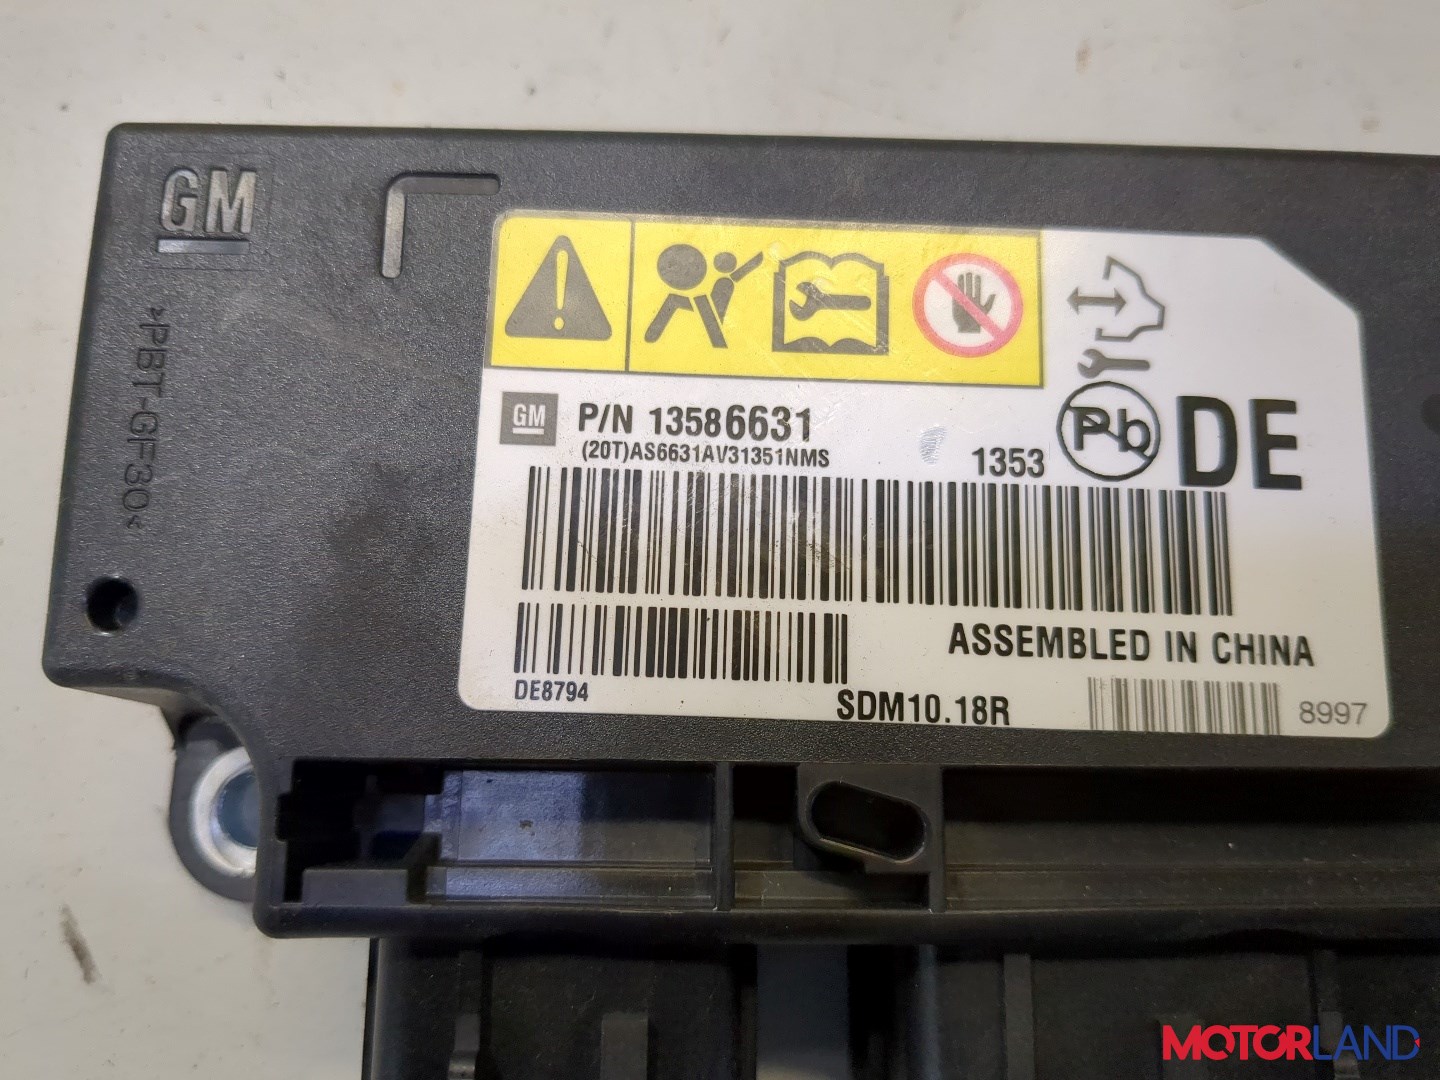 GM
>PBT-GF30<
GM P/N 13586631
(20T)AS6631AV31351NMS
1353 Pb DE
ASSEMBLED IN CHINA
DE8794
SDM10.18R
8997
MOTORLAND